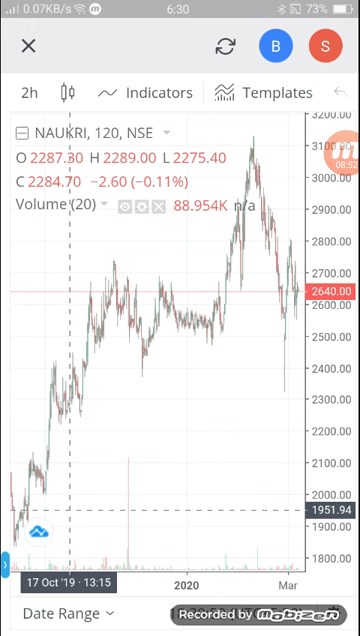 0.07KB/s 6:30 73%
B S
2h Indicators Templates
NAUKRI, 120, NSE
O 2287.30 H 2289.00 L 2275.40
C 2284.70 −2.60 (−0.11%)
Volume (20) 88.954K n/a
08:52
3200.00
3100.00
3000.00
2900.00
2800.00
2700.00
2640.00
2600.00
2500.00
2400.00
2300.00
2200.00
2100.00
2000.00
1951.94
1900.00
1800.00
17 Oct '19 · 13:15 2020 Mar
Date Range
Recorded by mobizen